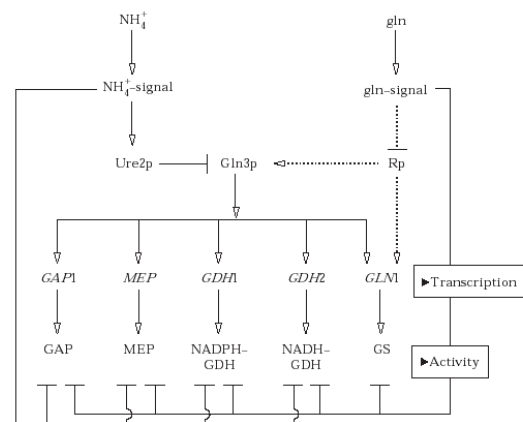 NH4+ gln
NH4+-signal gln-signal
Ure2p Gln3p Rp
GAP1 MEP GDH1 GDH2 GLN1
►Transcription
GAP MEP NADPH– NADH– GS
GDH GDH
►Activity